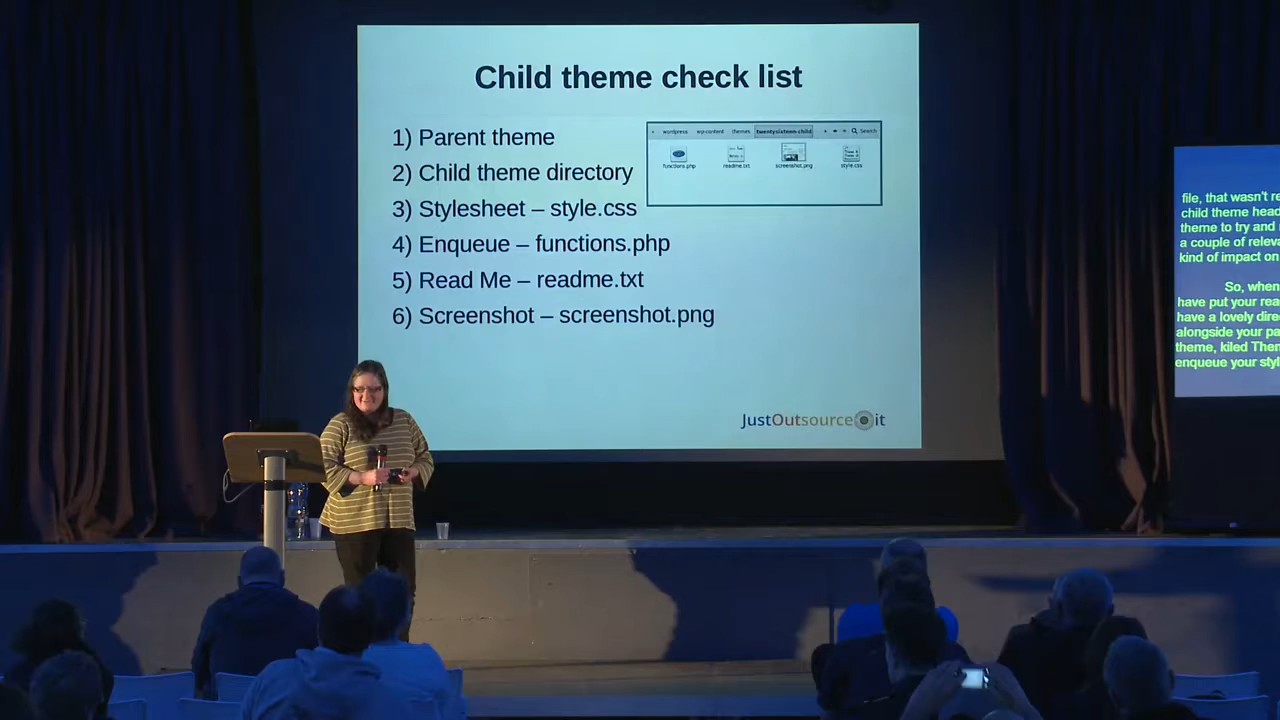 Child theme check list
1) Parent theme
2) Child theme directory
3) Stylesheet – style.css
4) Enqueue – functions.php
5) Read Me – readme.txt
6) Screenshot – screenshot.png
wordpress wp-content themes twentysixteen-child Search
functions.php readme.txt screenshot.png style.css
JustOutsource it
file, that wasn't re
child theme head
theme to try and
a couple of releva
kind of impact on
So, when
have put your rea
have a lovely dire
alongside your pa
theme, kiled Then
enqueue your styl